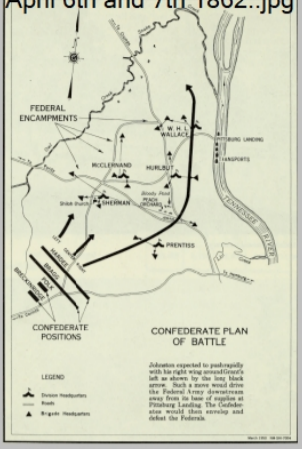 April 6th and 7th 1862..jpg
FEDERAL
ENCAMPMENTS
W. H. L.
WALLACE
PITTSBURG LANDING
TRANSPORTS
McCLERNAND
HURLBUT
Bloody Pond
PEACH
ORCHARD
Shiloh Church
SHERMAN
TENNESSEE
RIVER
PRENTISS
HARDEE
BRAGG
POLK
BRECKINRIDGE
CONFEDERATE
POSITIONS
CONFEDERATE PLAN
OF BATTLE
Johnston expected to push rapidly
with his right wing around Grant's
left as shown by the long black
arrow. Such a move would drive
the Federal Army downstream
away from its base of supplies at
Pittsburg Landing. The Confeder-
ates would then envelop and
defeat the Federals.
LEGEND
Division Headquarters
Roads
Brigade Headquarters